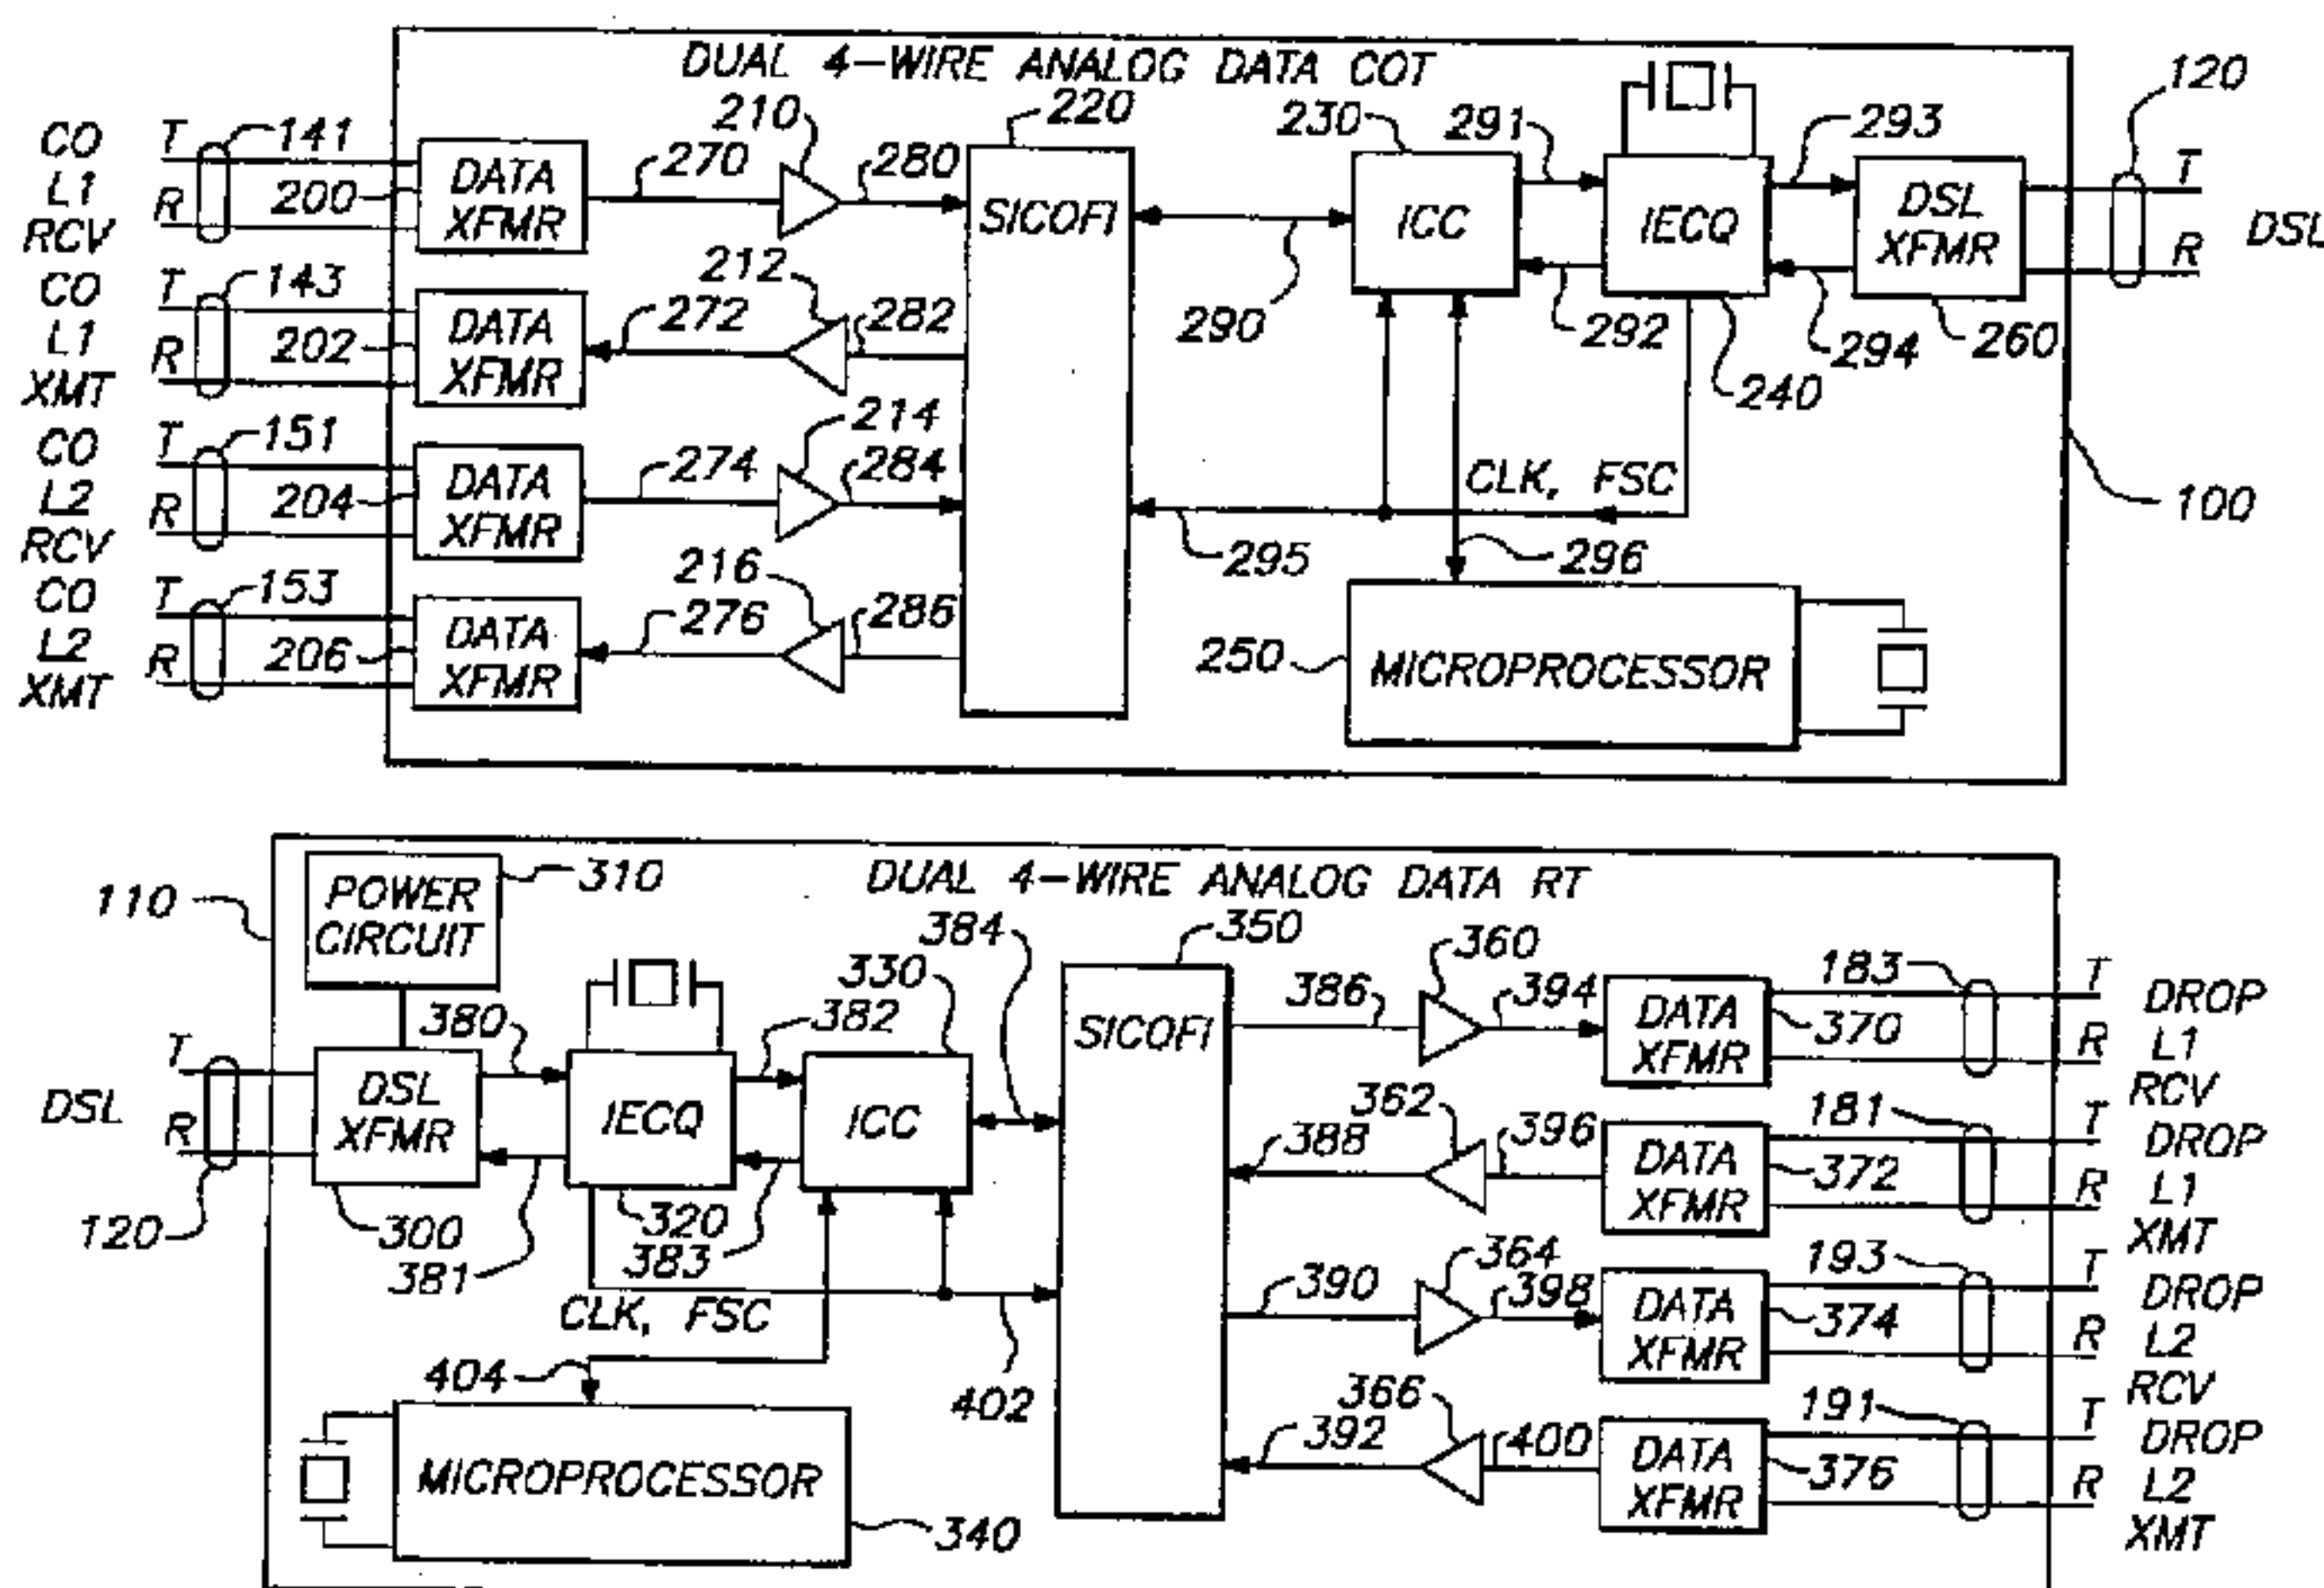 DUAL 4-WIRE ANALOG DATA COT
120
210
220
230
291
293
CO
T
141
L1
200
R
RCV
DATA
XFMR
270
280
SICOFI
ICC
IECQ
DSL
XFMR
T
R
DSL
CO
T
143
L1
R
202
XMT
DATA
XFMR
212
272
282
290
292
294
260
240
CO
T
151
L2
R
204
RCV
DATA
XFMR
214
274
284
CLK, FSC
100
295
296
CO
T
153
L2
R
206
XMT
DATA
XFMR
216
276
286
250
MICROPROCESSOR
110
POWER
CIRCUIT
310
DUAL 4-WIRE ANALOG DATA RT
384
350
380
382
330
360
386
394
183
DATA
XFMR
370
T
R
DROP
L1
RCV
DSL
T
R
DSL
XFMR
IECQ
ICC
SICOFI
362
388
396
181
DATA
XFMR
372
T
R
DROP
L1
XMT
120
300
381
320
383
CLK, FSC
364
390
398
193
DATA
XFMR
374
T
R
DROP
L2
RCV
404
402
366
392
400
191
DATA
XFMR
376
T
R
DROP
L2
XMT
MICROPROCESSOR
340